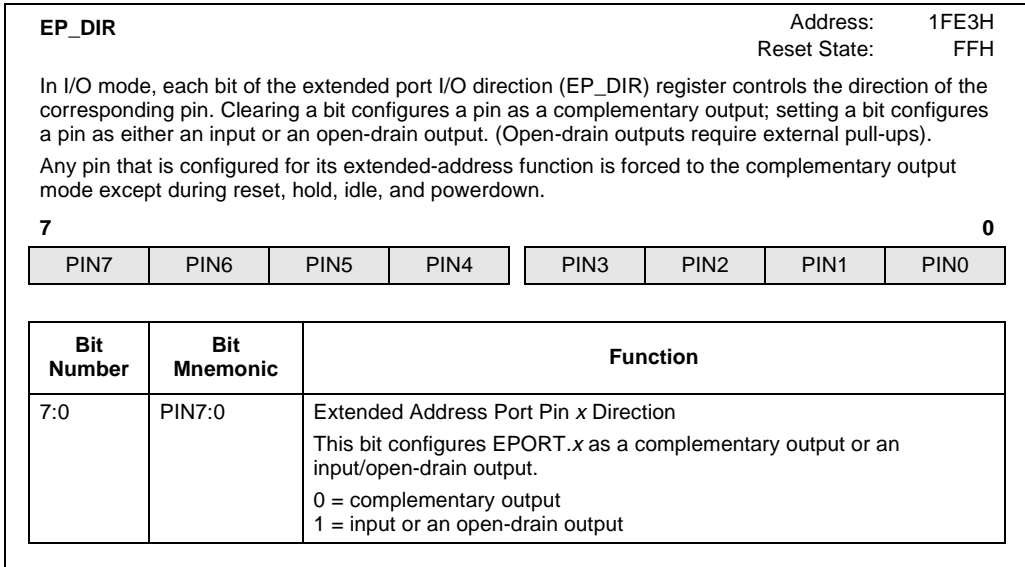 EP_DIR
Address: 1FE3H
Reset State: FFH
In I/O mode, each bit of the extended port I/O direction (EP_DIR) register controls the direction of the
corresponding pin. Clearing a bit configures a pin as a complementary output; setting a bit configures
a pin as either an input or an open-drain output. (Open-drain outputs require external pull-ups).
Any pin that is configured for its extended-address function is forced to the complementary output
mode except during reset, hold, idle, and powerdown.
7 0
PIN7 PIN6 PIN5 PIN4 PIN3 PIN2 PIN1 PIN0
Bit Number Bit Mnemonic Function
7:0 PIN7:0 Extended Address Port Pin x Direction
This bit configures EPORT.x as a complementary output or an
input/open-drain output.
0 = complementary output
1 = input or an open-drain output